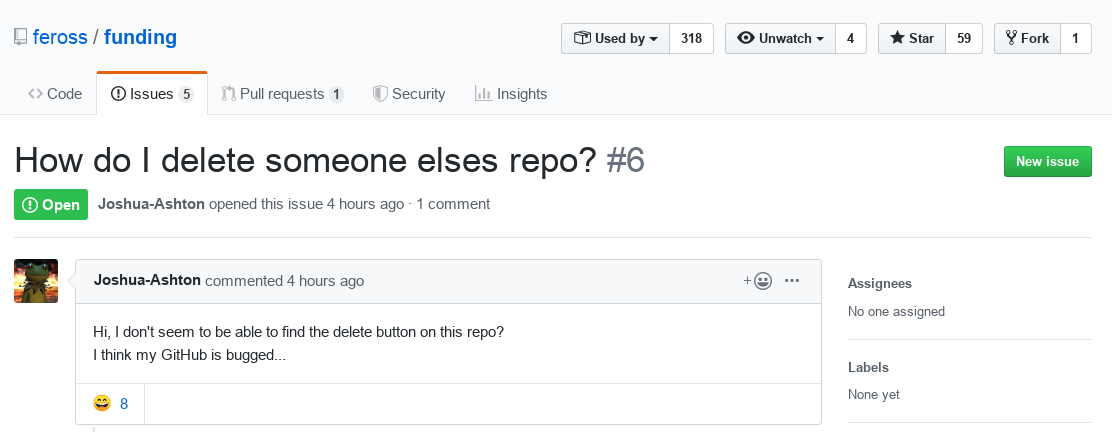 feross / funding
Used by 318 Unwatch 4 Star 59 Fork 1
Code Issues 5 Pull requests 1 Security Insights
How do I delete someone elses repo? #6
New issue
Open Joshua-Ashton opened this issue 4 hours ago · 1 comment
Joshua-Ashton commented 4 hours ago
Hi, I don't seem to be able to find the delete button on this repo?
I think my GitHub is bugged...
8
Assignees
No one assigned
Labels
None yet